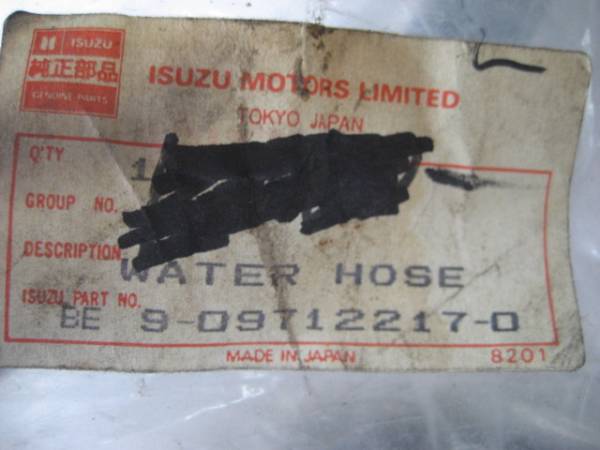 ISUZU
純正部品
GENUINE PARTS
ISUZU MOTORS LIMITED
TOKYO JAPAN
Q'TY 1
GROUP NO.
DESCRIPTION
WATER HOSE
ISUZU PART NO.
BE 9-09712217-0
MADE IN JAPAN 8201